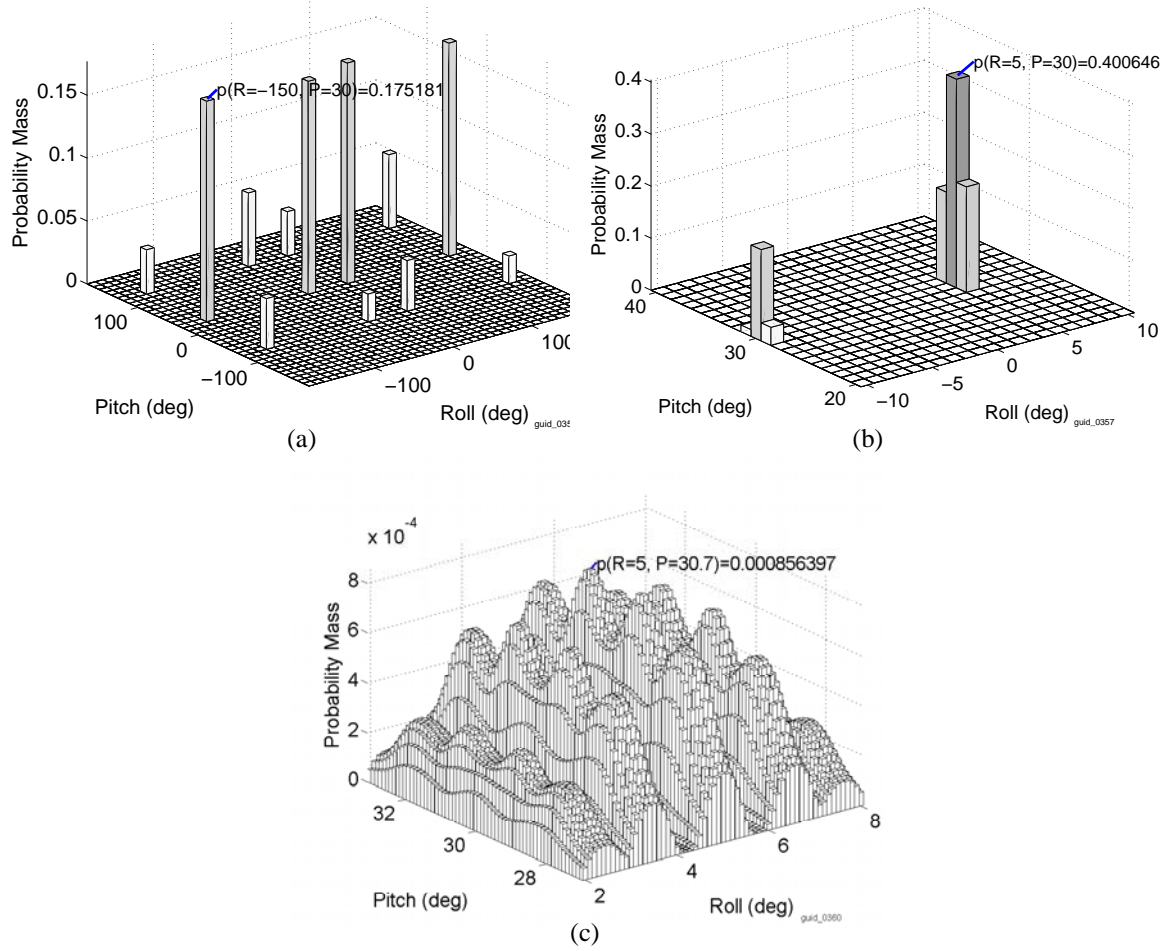 p(R=−150, P=30)=0.175181
0.15
0.1
0.05
0
Probability Mass
100
0
−100
Pitch (deg)
−100
0
100
Roll (deg)
(a)
p(R=5, P=30)=0.400646
0.4
0.3
0.2
0.1
0
Probability Mass
40
30
20
Pitch (deg)
−10
−5
0
5
10
Roll (deg)
guid_0357
(b)
x 10⁻⁴
p(R=5, P=30.7)=0.000856397
8
6
4
2
0
Probability Mass
32
30
28
Pitch (deg)
2
4
6
8
Roll (deg)
guid_0360
(c)